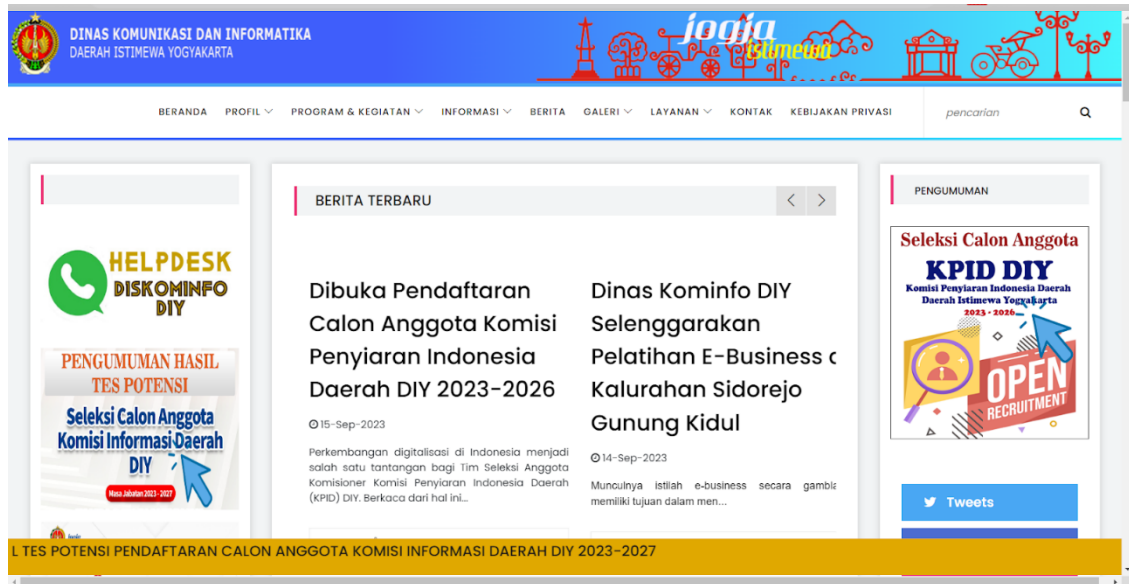 DINAS KOMUNIKASI DAN INFORMATIKA
DAERAH ISTIMEWA YOGYAKARTA
jogja
istimewa
BERANDA PROFIL PROGRAM & KEGIATAN INFORMASI BERITA GALERI LAYANAN KONTAK KEBIJAKAN PRIVASI pencarian
HELPDESK
DISKOMINFO
DIY
PENGUMUMAN HASIL
TES POTENSI
Seleksi Calon Anggota
Komisi Informasi Daerah
DIY
Masa Jabatan 2023 - 2027
BERITA TERBARU
Dibuka Pendaftaran
Calon Anggota Komisi
Penyiaran Indonesia
Daerah DIY 2023-2026
15-Sep-2023
Perkembangan digitalisasi di Indonesia menjadi
salah satu tantangan bagi Tim Seleksi Anggota
Komisioner Komisi Penyiaran Indonesia Daerah
(KPID) DIY. Berkaca dari hal ini...
Dinas Kominfo DIY
Selenggarakan
Pelatihan E-Business
Kalurahan Sidorejo
Gunung Kidul
14-Sep-2023
Munculnya istilah e-business secara
memiliki tujuan dalam men...
PENGUMUMAN
Seleksi Calon Anggota
KPID DIY
Komisi Penyiaran Indonesia Daerah
Daerah Istimewa Yogyakarta
2023 - 2026
OPEN
RECRUITMENT
Tweets
L TES POTENSI PENDAFTARAN CALON ANGGOTA KOMISI INFORMASI DAERAH DIY 2023-2027